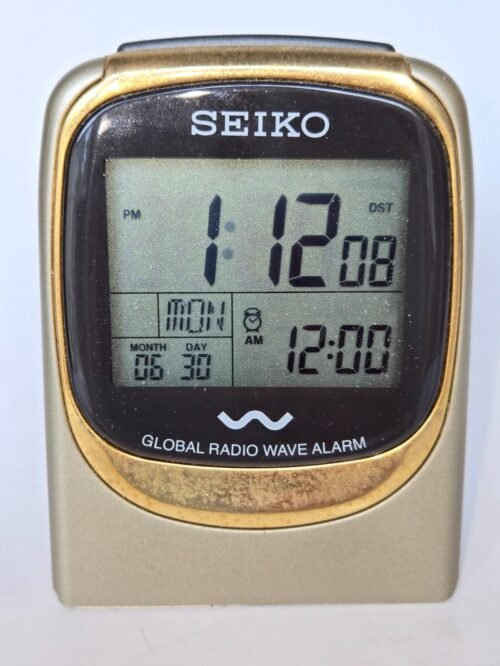 SEIKO
PM 1:12 08 DST
MON
MONTH DAY
06 30
AM 12:00
GLOBAL RADIO WAVE ALARM